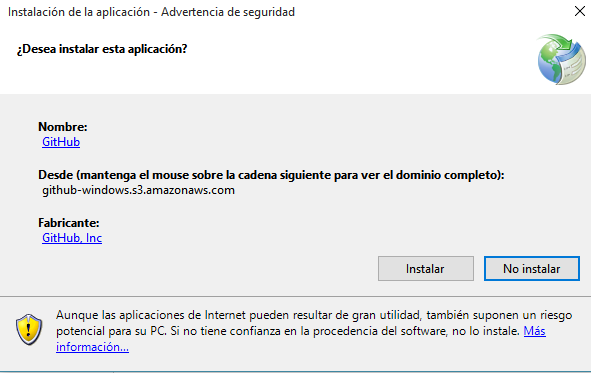 Instalación de la aplicación - Advertencia de seguridad
¿Desea instalar esta aplicación?
Nombre:
GitHub
Desde (mantenga el mouse sobre la cadena siguiente para ver el dominio completo):
github-windows.s3.amazonaws.com
Fabricante:
GitHub, Inc
Instalar
No instalar
Aunque las aplicaciones de Internet pueden resultar de gran utilidad, también suponen un riesgo
potencial para su PC. Si no tiene confianza en la procedencia del software, no lo instale. Más
información...